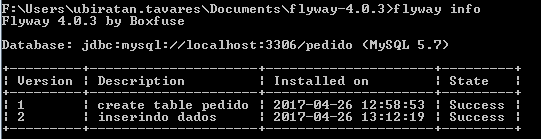 F:\Users\ubiratan.tavares\Documents\flyway-4.0.3>flyway info
Flyway 4.0.3 by Boxfuse

Database: jdbc:mysql://localhost:3306/pedido (MySQL 5.7)

+---------+---------------------+---------------------+---------+
| Version | Description         | Installed on        | State   |
+---------+---------------------+---------------------+---------+
| 1       | create table pedido | 2017-04-26 12:58:53 | Success |
| 2       | inserindo dados     | 2017-04-26 13:12:19 | Success |
+---------+---------------------+---------------------+---------+